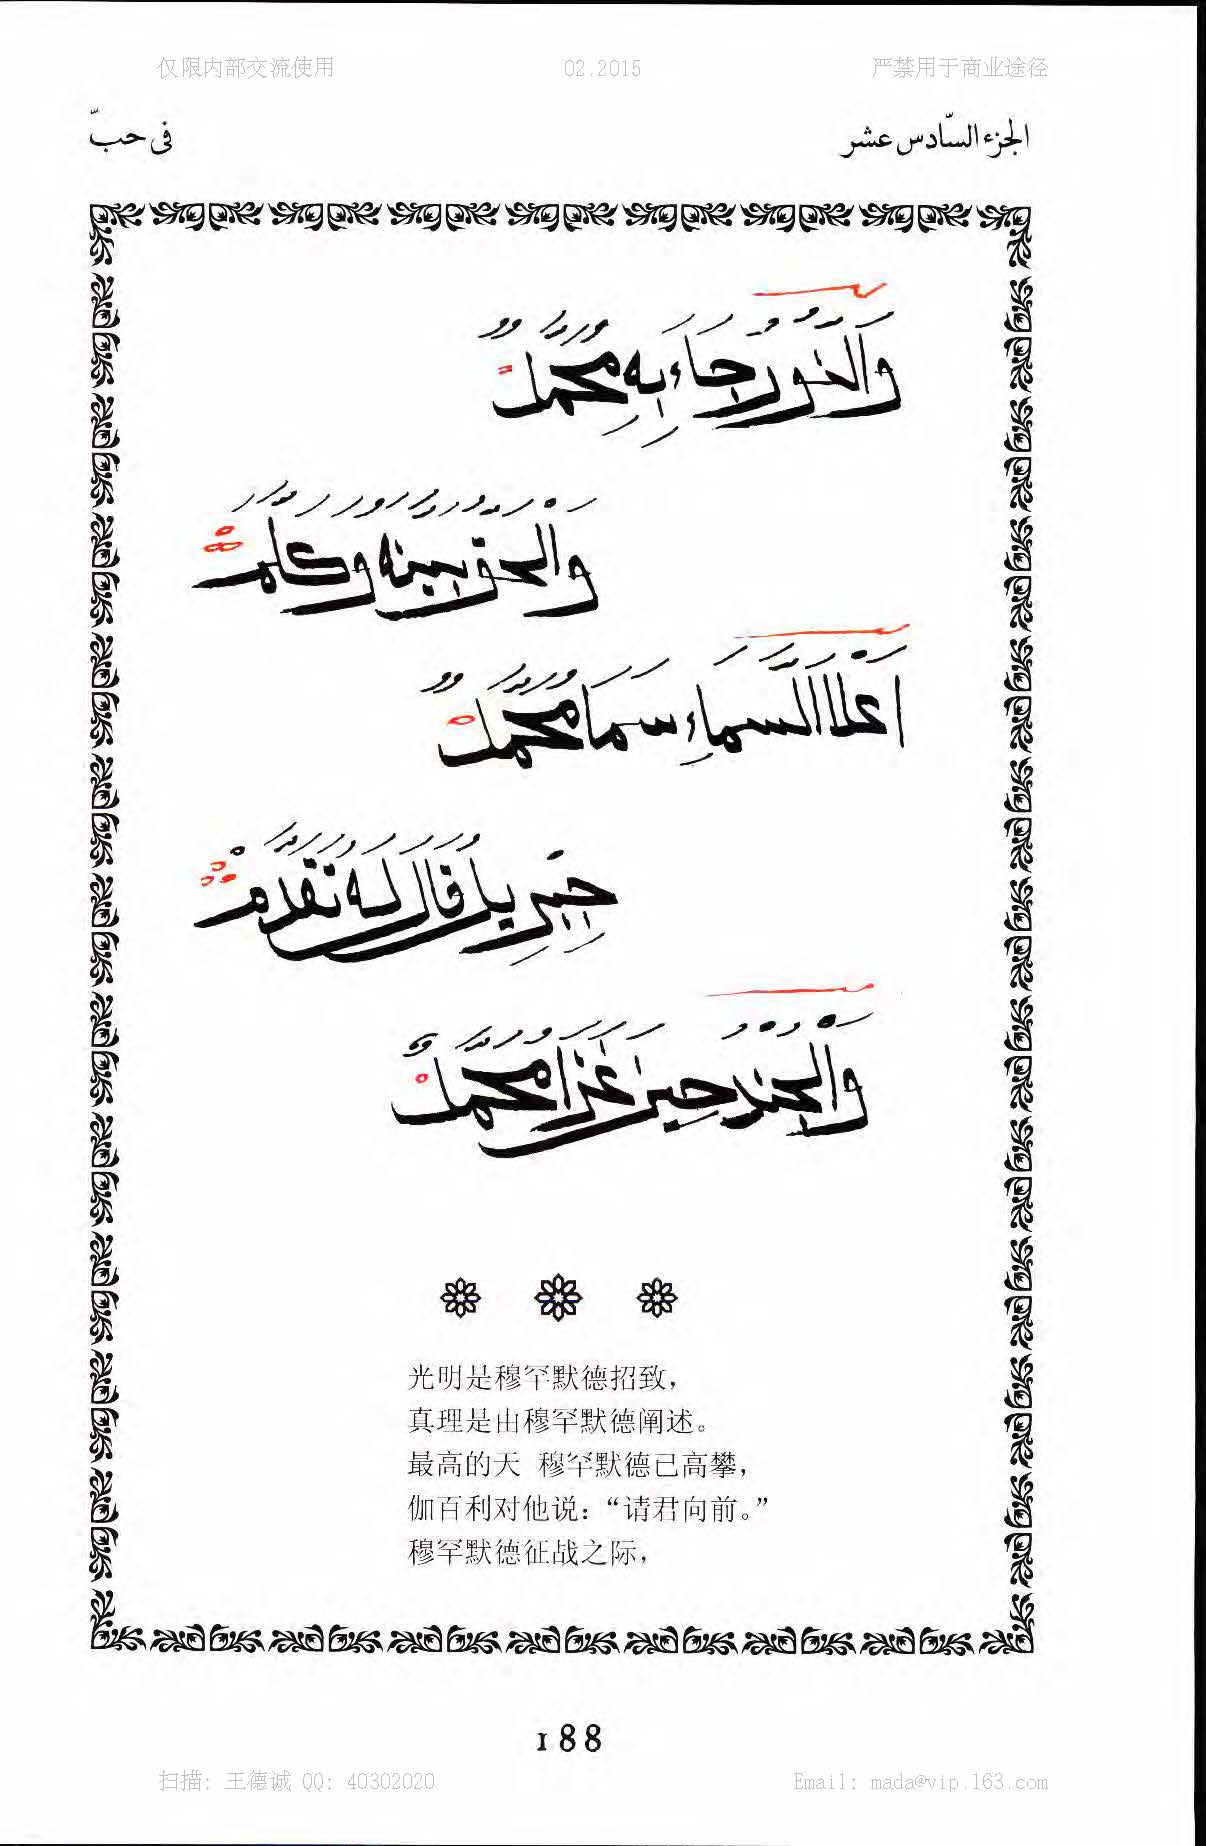 仅限内部交流使用 02.2015 严禁用于商业途径
الجزء السّادس عشر فى حبّ
وَالنُّورُ جَاءَ بِهِ مُحَمَّدٌ
وَالْحَقُّ بَيَّنَهُ وَكَلَّمَ
اَعْلَا السَّمَاءِ سَمَا مُحَمَّدٌ
جِبْرِيلُ قَالَ لَهُ تَقَدَّمْ
وَالْجُنْدُ حِينَ غَزَا مُحَمَّدٌ
光明是穆罕默德招致，
真理是由穆罕默德阐述。
最高的天 穆罕默德已高攀，
伽百利对他说：“请君向前。”
穆罕默德征战之际，
188
扫描: 王德诚 QQ: 40302020 Email: mada@vip.163.com